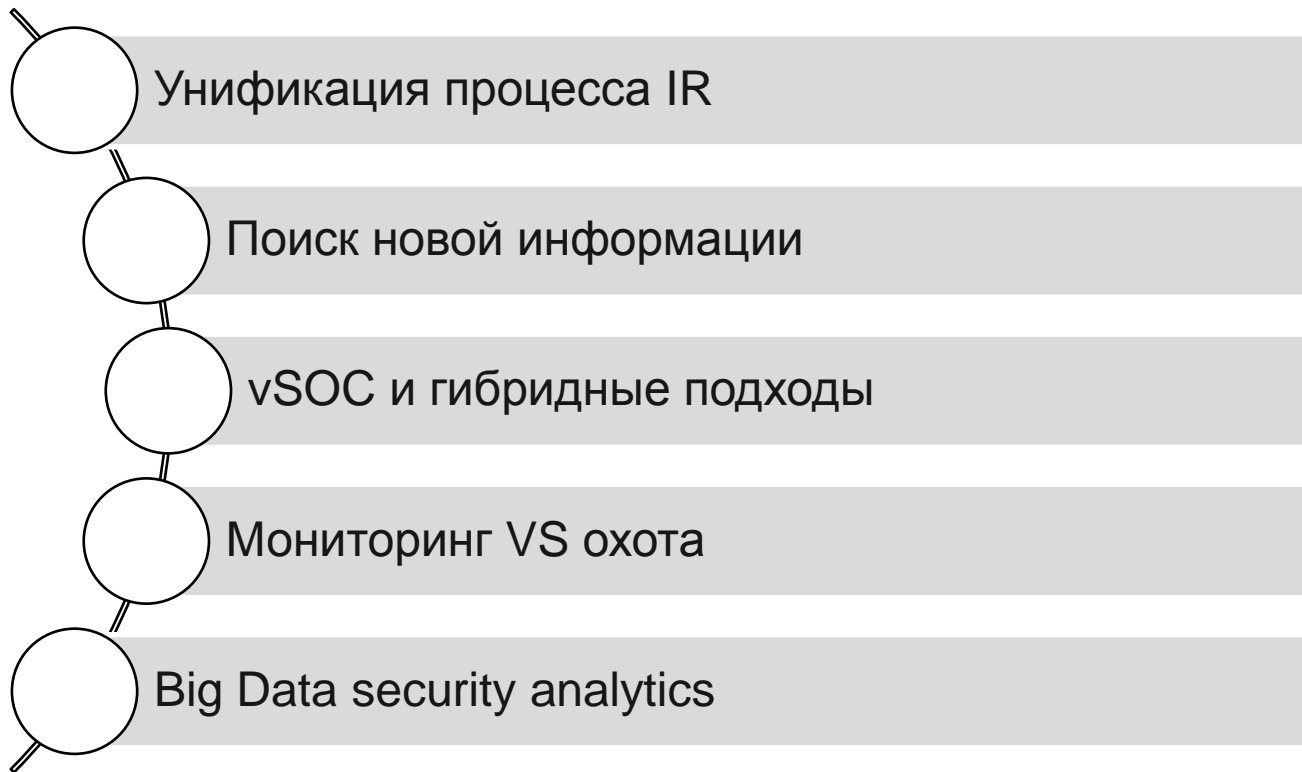 Унификация процесса IR
Поиск новой информации
vSOC и гибридные подходы
Мониторинг VS охота
Big Data security analytics